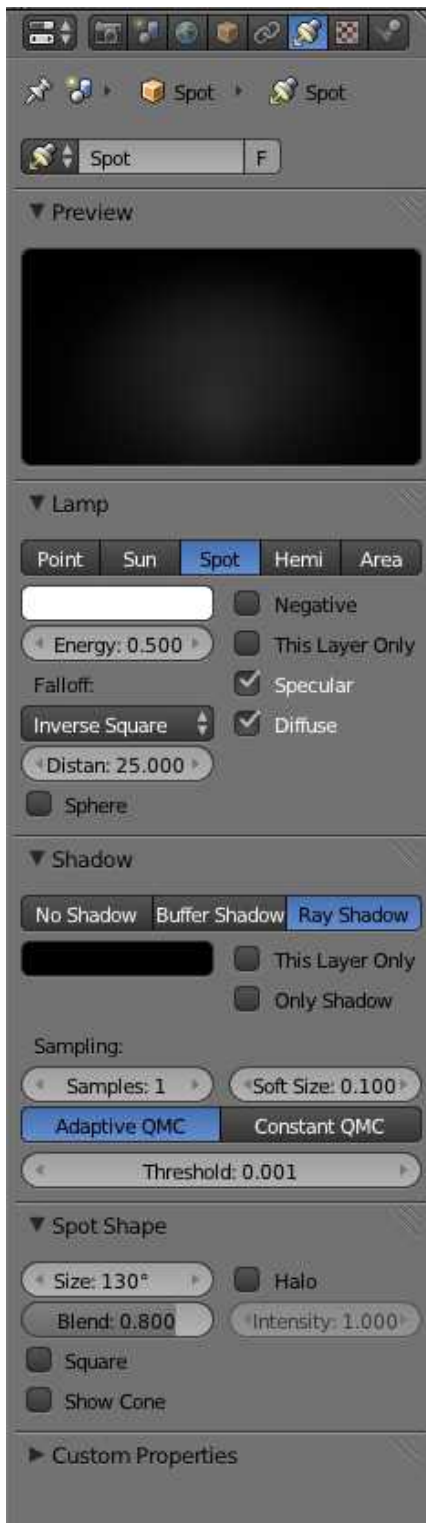 Spot Spot
Spot F
Preview
Lamp
Point Sun Spot Hemi Area
Negative
Energy: 0.500 This Layer Only
Falloff: Specular
Inverse Square Diffuse
Distan: 25.000
Sphere
Shadow
No Shadow Buffer Shadow Ray Shadow
This Layer Only
Only Shadow
Sampling:
Samples: 1 Soft Size: 0.100
Adaptive QMC Constant QMC
Threshold: 0.001
Spot Shape
Size: 130° Halo
Blend: 0.800 Intensity: 1.000
Square
Show Cone
Custom Properties